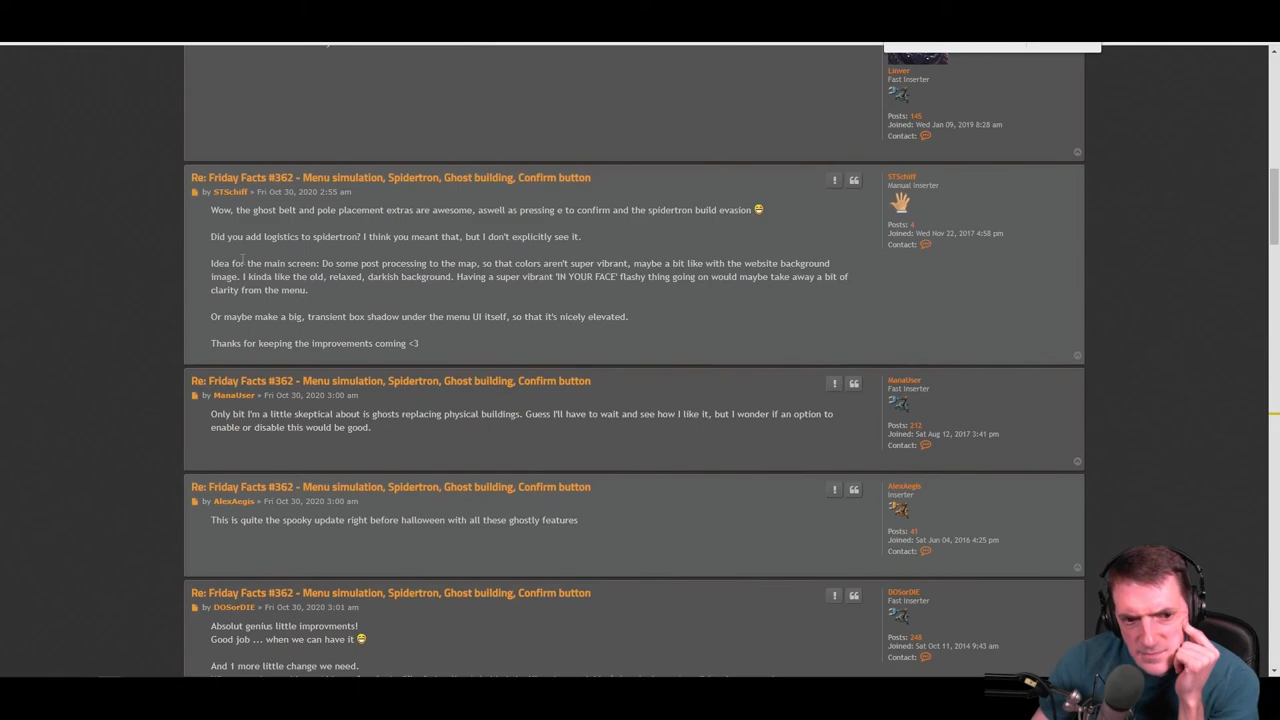 Linver
Fast Inserter
Posts: 145
Joined: Wed Jan 09, 2019 8:28 am
Contact:
Re: Friday Facts #362 - Menu simulation, Spidertron, Ghost building, Confirm button
by STSchiff » Fri Oct 30, 2020 2:55 am
Wow, the ghost belt and pole placement extras are awesome, aswell as pressing e to confirm and the spidertron build evasion
Did you add logistics to spidertron? I think you meant that, but I don't explicitly see it.
Idea for the main screen: Do some post processing to the map, so that colors aren't super vibrant, maybe a bit like with the website background
image. I kinda like the old, relaxed, darkish background. Having a super vibrant 'IN YOUR FACE' flashy thing going on would maybe take away a bit of
clarity from the menu.
Or maybe make a big, transient box shadow under the menu UI itself, so that it's nicely elevated.
Thanks for keeping the improvements coming <3
STSchiff
Manual Inserter
Posts: 4
Joined: Wed Nov 22, 2017 4:58 pm
Contact:
Re: Friday Facts #362 - Menu simulation, Spidertron, Ghost building, Confirm button
by ManaUser » Fri Oct 30, 2020 3:00 am
Only bit I'm a little skeptical about is ghosts replacing physical buildings. Guess I'll have to wait and see how I like it, but I wonder if an option to
enable or disable this would be good.
ManaUser
Fast Inserter
Posts: 212
Joined: Sat Aug 12, 2017 3:41 pm
Contact:
Re: Friday Facts #362 - Menu simulation, Spidertron, Ghost building, Confirm button
by AlexAegis » Fri Oct 30, 2020 3:00 am
This is quite the spooky update right before halloween with all these ghostly features
AlexAegis
Inserter
Posts: 41
Joined: Sat Jun 04, 2016 4:25 pm
Contact:
Re: Friday Facts #362 - Menu simulation, Spidertron, Ghost building, Confirm button
by DOSorDIE » Fri Oct 30, 2020 3:01 am
Absolut genius little improvments!
Good job ... when we can have it
And 1 more little change we need.
DOSorDIE
Fast Inserter
Posts: 248
Joined: Sat Oct 11, 2014 9:43 am
Contact: